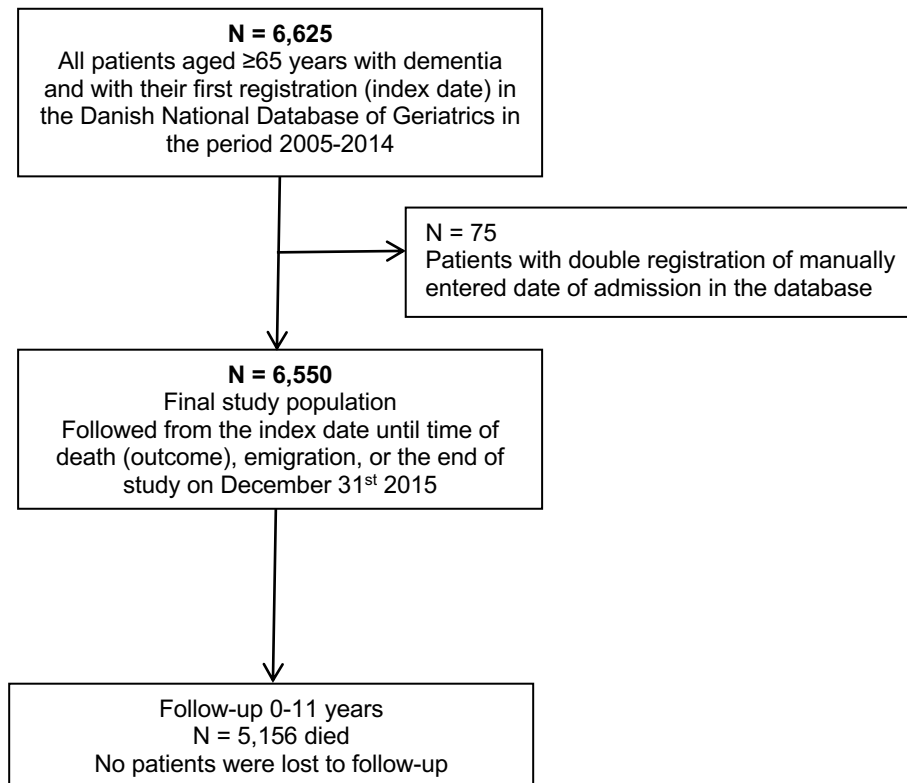 N = 6,625
All patients aged ≥65 years with dementia
and with their first registration (index date) in
the Danish National Database of Geriatrics in
the period 2005-2014
N = 75
Patients with double registration of manually
entered date of admission in the database
N = 6,550
Final study population
Followed from the index date until time of
death (outcome), emigration, or the end of
study on December 31st 2015
Follow-up 0-11 years
N = 5,156 died
No patients were lost to follow-up